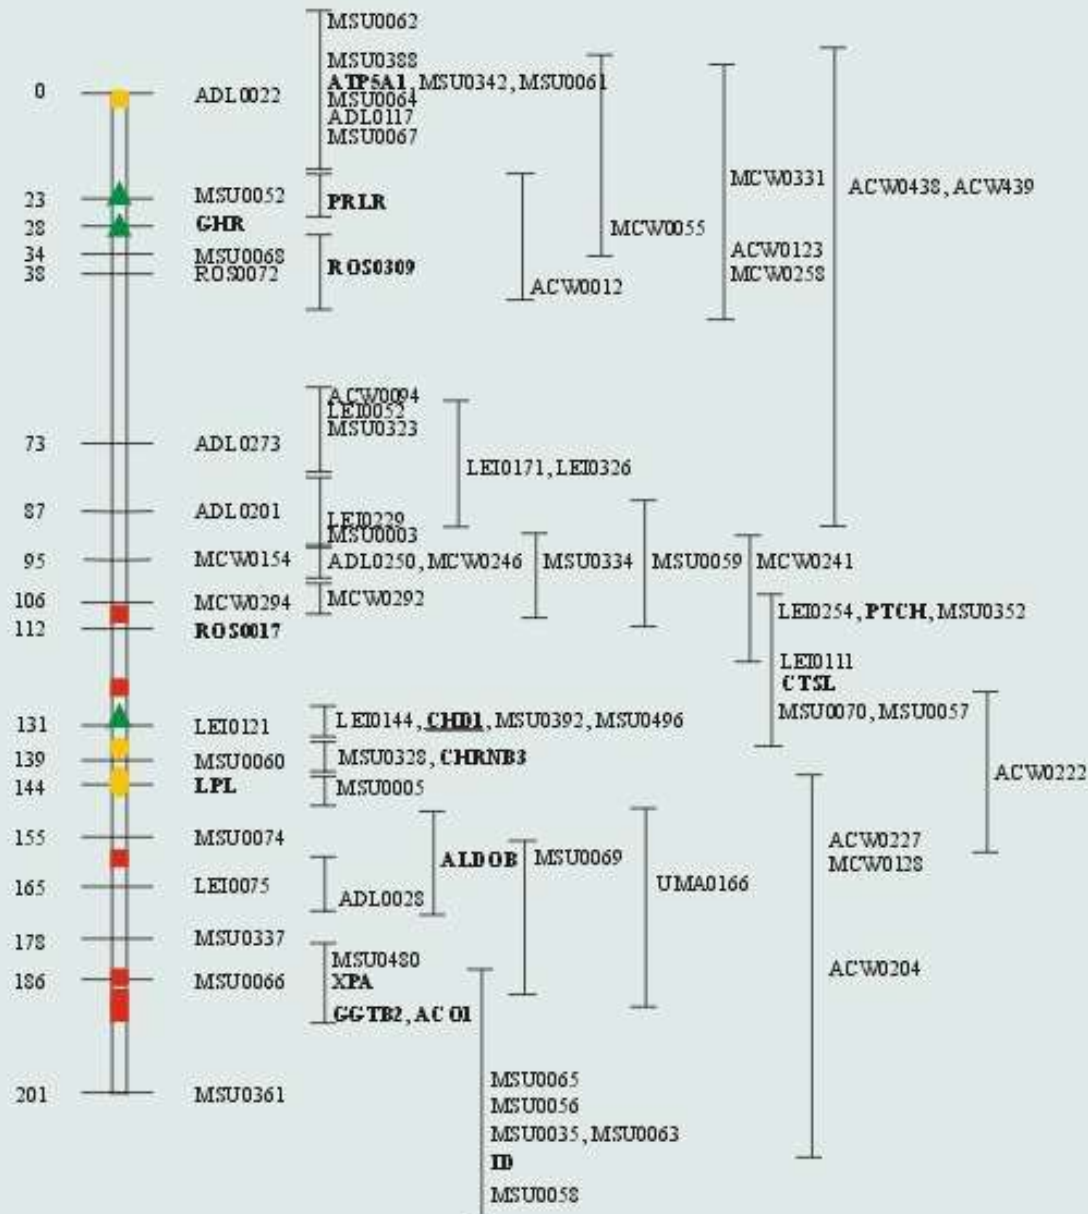 MSU0062
MSU0388
ATP5A1, MSU0342, MSU0061
0 ADL0022 MSU0064
ADL0117
MSU0067
MCW0331
ACW0438, ACW439
23 MSU0052 PRLR
28 GHR MCW0055
34 MSU0068 ROS0309 ACW0123
38 ROS0072 MCW0258
ACW0012
ACW0094
LEI0052
MSU0323
73 ADL0273
LEI0171, LEI0326
87 ADL0201 LEI0229
MSU0003
95 MCW0154 ADL0250, MCW0246 MSU0334 MSU0059 MCW0241
106 MCW0294 MCW0292
LEI0254, PTCH, MSU0352
112 ROS0017
LEI0111
CTSL
MSU0070, MSU0057
131 LEI0121 LEI0144, CHD1, MSU0392, MSU0496
139 MSU0060 MSU0328, CHRNB3
ACW0222
144 LPL MSU0005
155 MSU0074 ACW0227
ALDOB MSU0069 MCW0128
165 LEI0075 UMA0166
ADL0028
178 MSU0337
MSU0480 ACW0204
186 MSU0066 XPA
GGTB2, ACO1
MSU0065
201 MSU0361
MSU0056
MSU0035, MSU0063
ID
MSU0058